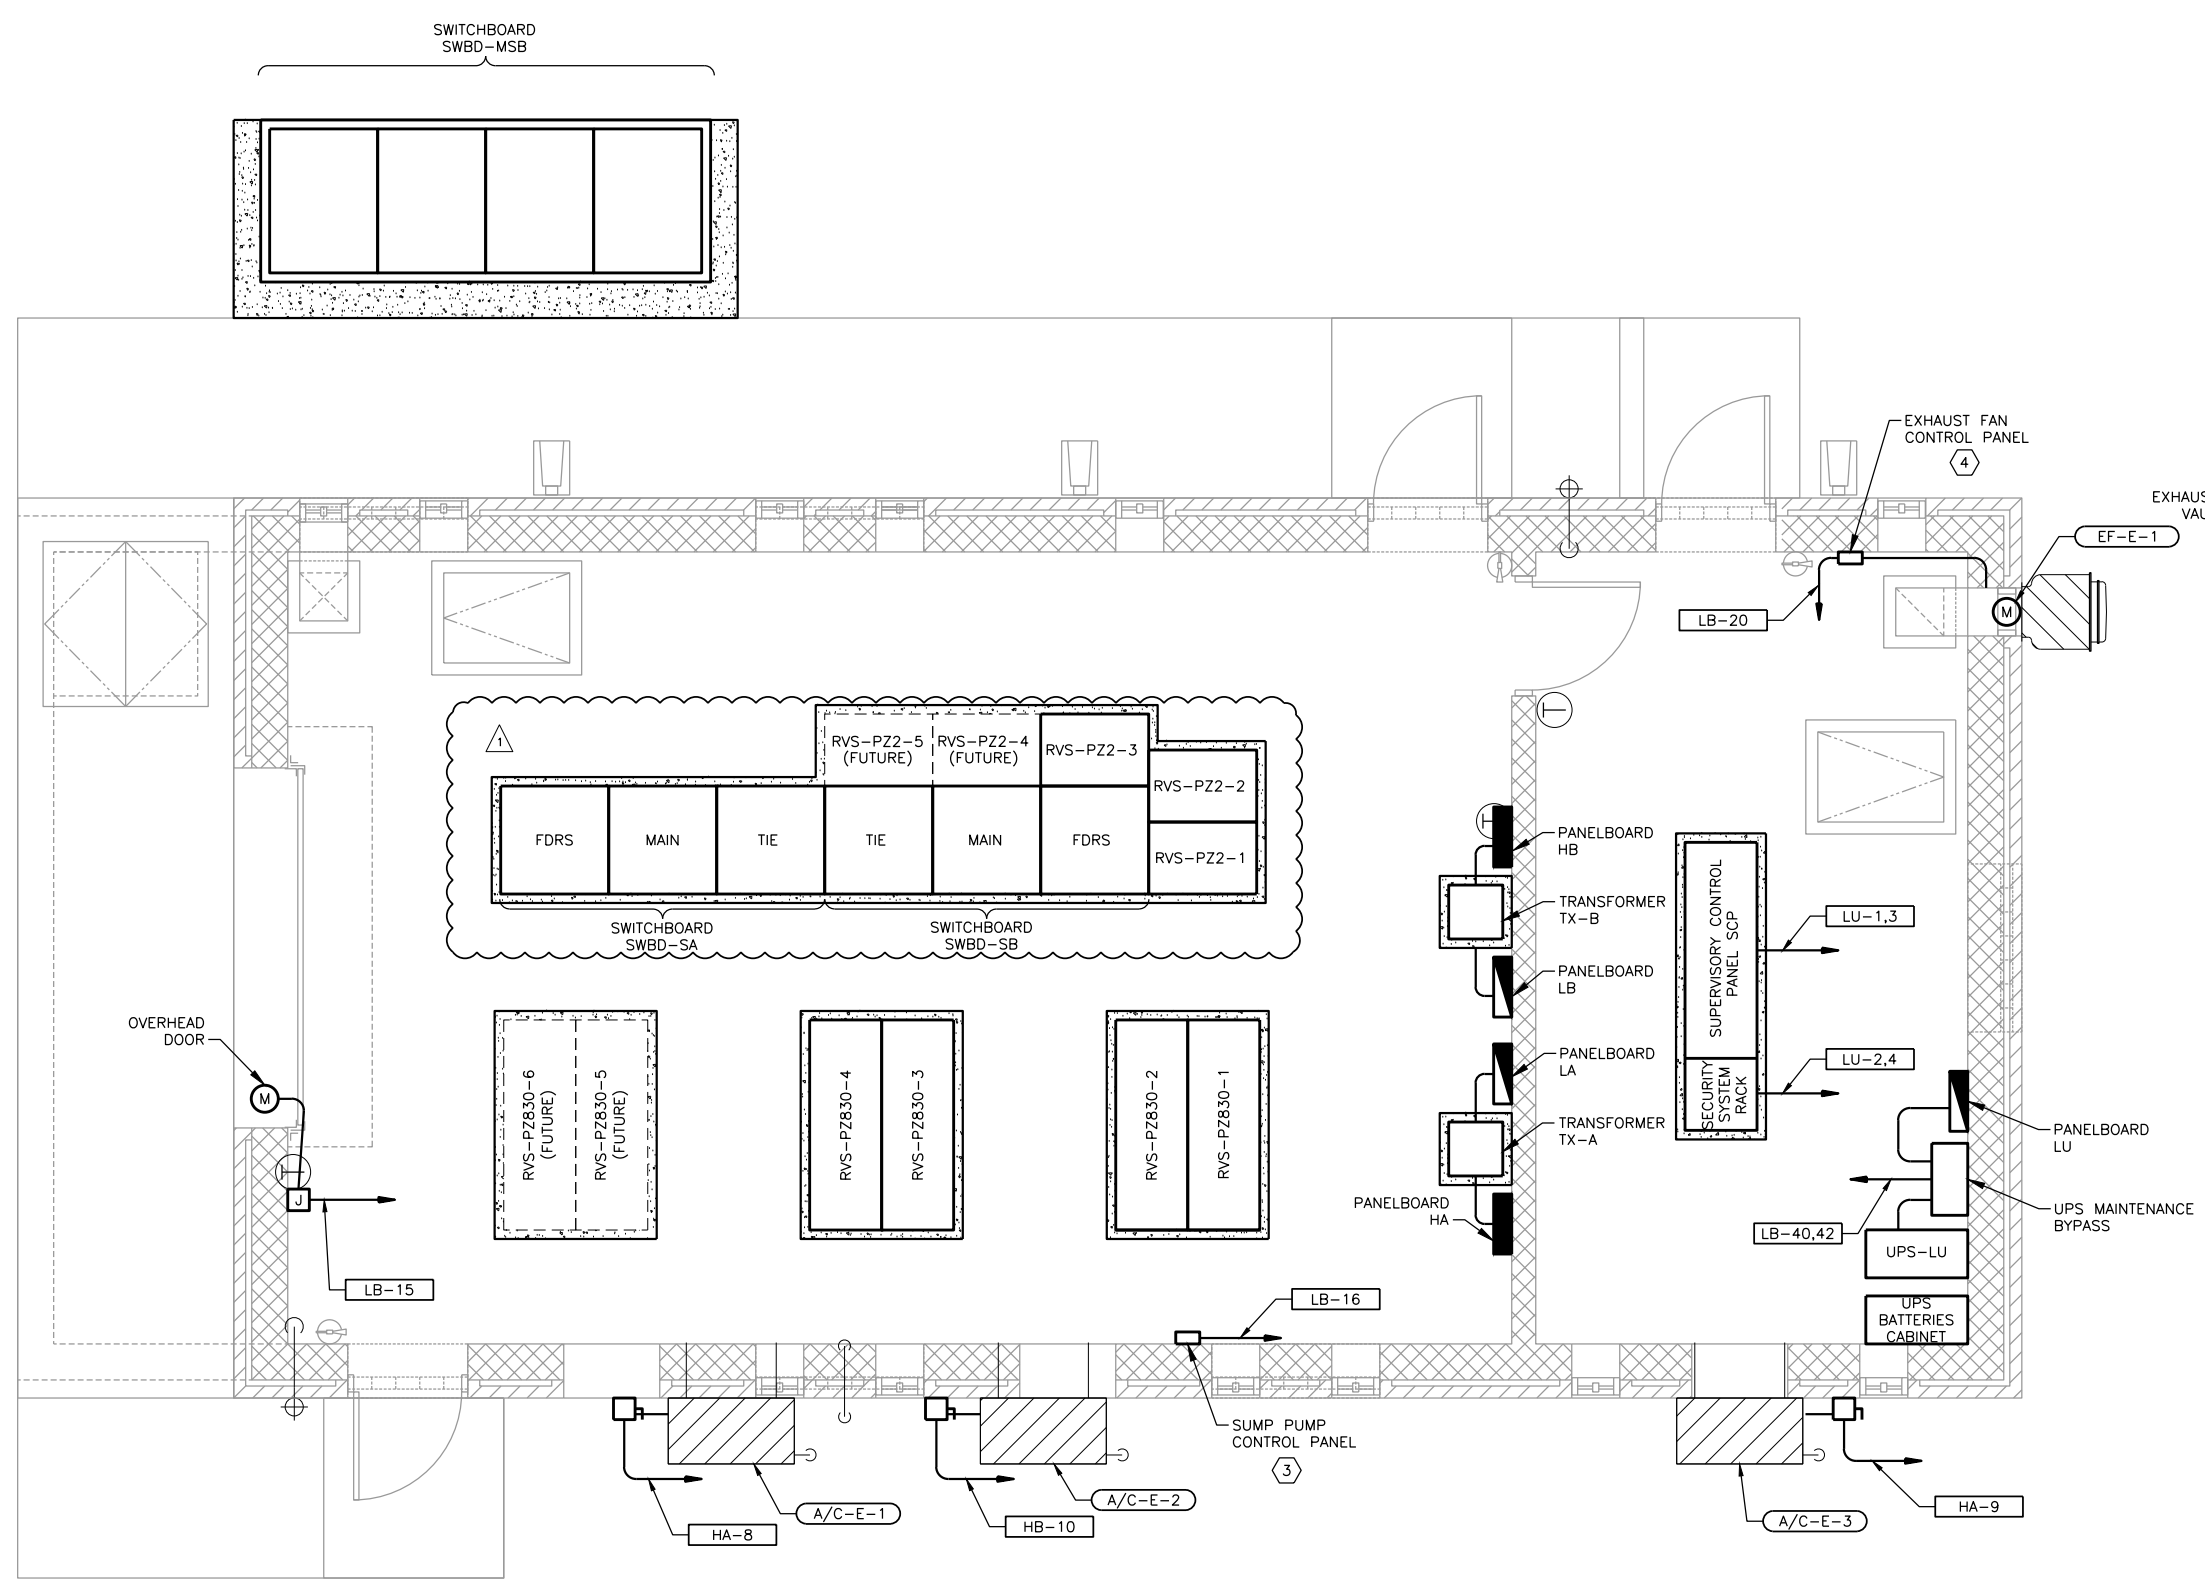 SWITCHBOARD
SWBD-MSB
EXHAUST FAN
CONTROL PANEL
4
EXHAUS
VAU
EF-E-1
M
LB-20
1
RVS-PZ2-5
(FUTURE)
RVS-PZ2-4
(FUTURE)
RVS-PZ2-3
RVS-PZ2-2
RVS-PZ2-1
FDRS
MAIN
TIE
TIE
MAIN
FDRS
SWITCHBOARD
SWBD-SA
SWITCHBOARD
SWBD-SB
PANELBOARD
HB
TRANSFORMER
TX-B
PANELBOARD
LB
PANELBOARD
LA
TRANSFORMER
TX-A
PANELBOARD
HA
SUPERVISORY CONTROL
PANEL SCP
SECURITY
SYSTEM
RACK
LU-1,3
LU-2,4
OVERHEAD
DOOR
M
J
LB-15
RVS-PZ830-6
(FUTURE)
RVS-PZ830-5
(FUTURE)
RVS-PZ830-4
RVS-PZ830-3
RVS-PZ830-2
RVS-PZ830-1
PANELBOARD
LU
UPS MAINTENANCE
BYPASS
LB-40,42
UPS-LU
UPS
BATTERIES
CABINET
LB-16
SUMP PUMP
CONTROL PANEL
3
A/C-E-1
HA-8
A/C-E-2
HB-10
A/C-E-3
HA-9